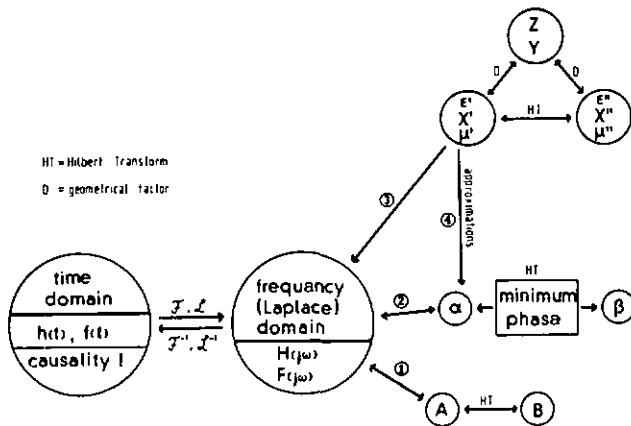 Z
Y
D
D
ε'
χ'
μ'
HT
ε"
χ"
μ"
HT = Hilbert Transform
D = geometrical factor
③
④
approximations
time
domain
h(t), f(t)
causality !
ℱ, ℒ
ℱ⁻¹, ℒ⁻¹
frequancy
(Laplace)
domain
H(jω)
F(jω)
②
α
HT
minimum
phase
β
①
A
HT
B